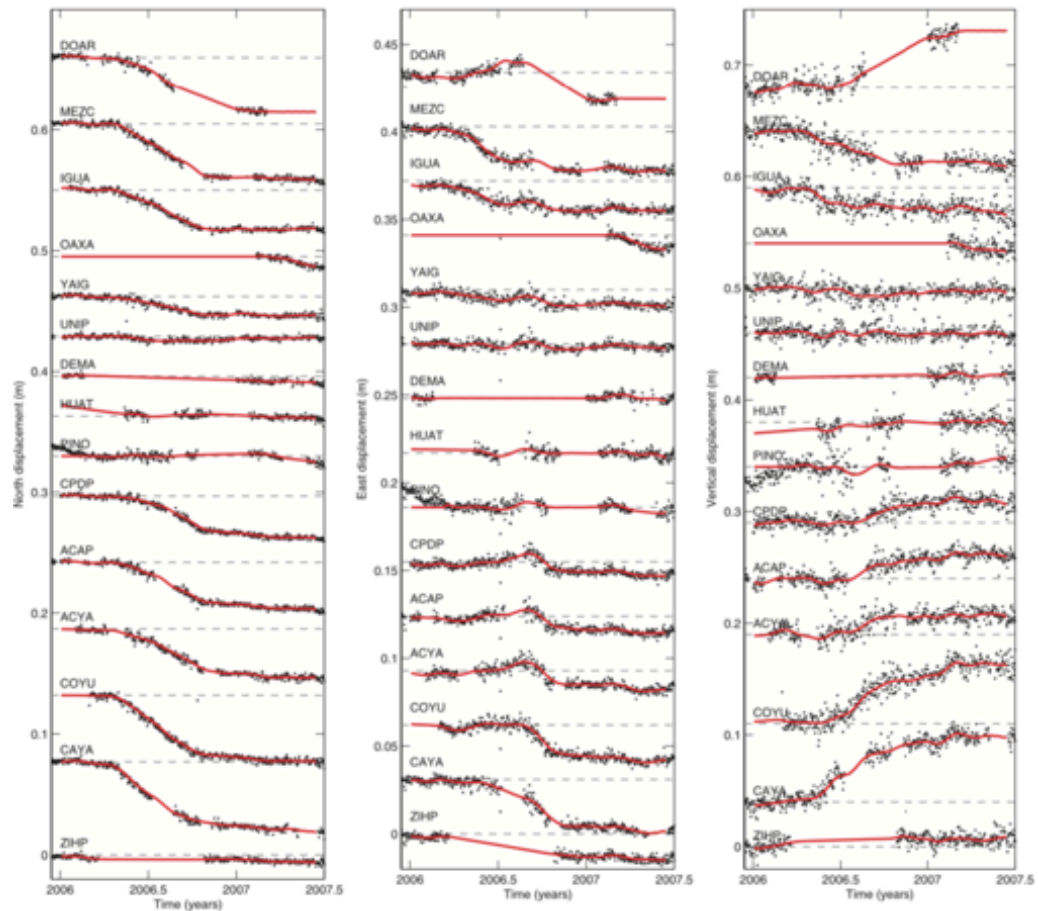 North displacement (m)
0.6
0.5
0.4
0.3
0.2
0.1
0
DOAR
MEZC
IGUA
OAXA
YAIG
UNIP
DEMA
HUAT
PINO
CPDP
ACAP
ACYA
COYU
CAYA
ZIHP
2006 2006.5 2007 2007.5
Time (years)
East displacement (m)
0.45
0.4
0.35
0.3
0.25
0.2
0.15
0.1
0.05
0
DOAR
MEZC
IGUA
OAXA
YAIG
UNIP
DEMA
HUAT
PINO
CPDP
ACAP
ACYA
COYU
CAYA
ZIHP
2006 2006.5 2007 2007.5
Time (years)
Vertical displacement (m)
0.7
0.6
0.5
0.4
0.3
0.2
0.1
0
DOAR
MEZC
IGUA
OAXA
YAIG
UNIP
DEMA
HUAT
PINO
CPDP
ACAP
ACYA
COYU
CAYA
ZIHP
2006 2006.5 2007 2007.5
Time (years)